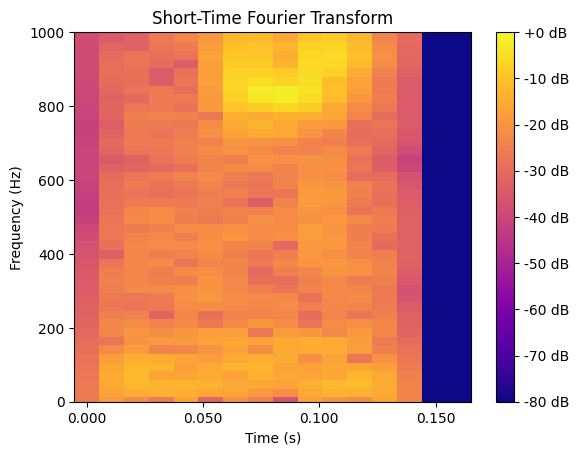 Short-Time Fourier Transform
Frequency (Hz)
1000
800
600
400
200
0
0.000
0.050
0.100
0.150
Time (s)
+0 dB
-10 dB
-20 dB
-30 dB
-40 dB
-50 dB
-60 dB
-70 dB
-80 dB